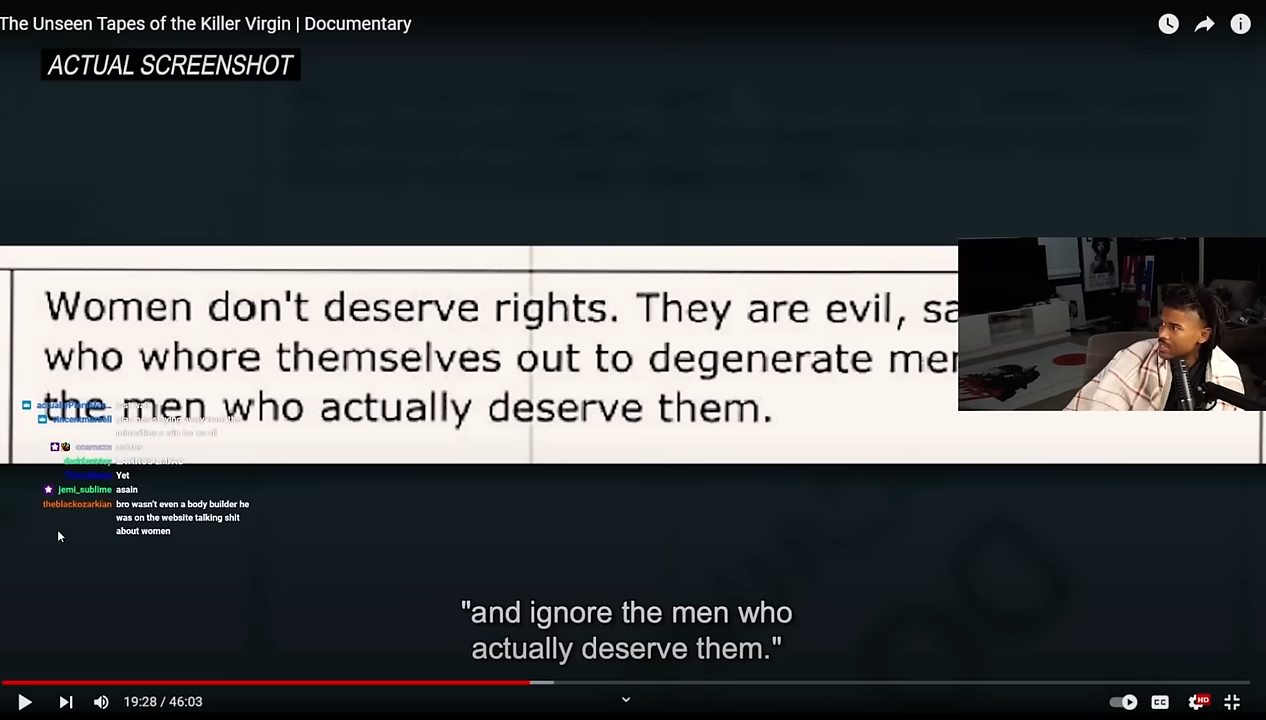 The Unseen Tapes of the Killer Virgin | Documentary
ACTUAL SCREENSHOT
Women don't deserve rights. They are evil, sa
who whore themselves out to degenerate men
the men who actually deserve them.
Yet
jemi_sublime asain
theblackozarkian bro wasn't even a body builder he
was on the website talking shit
about women
"and ignore the men who
actually deserve them."
19:28 / 46:03
CC
HD